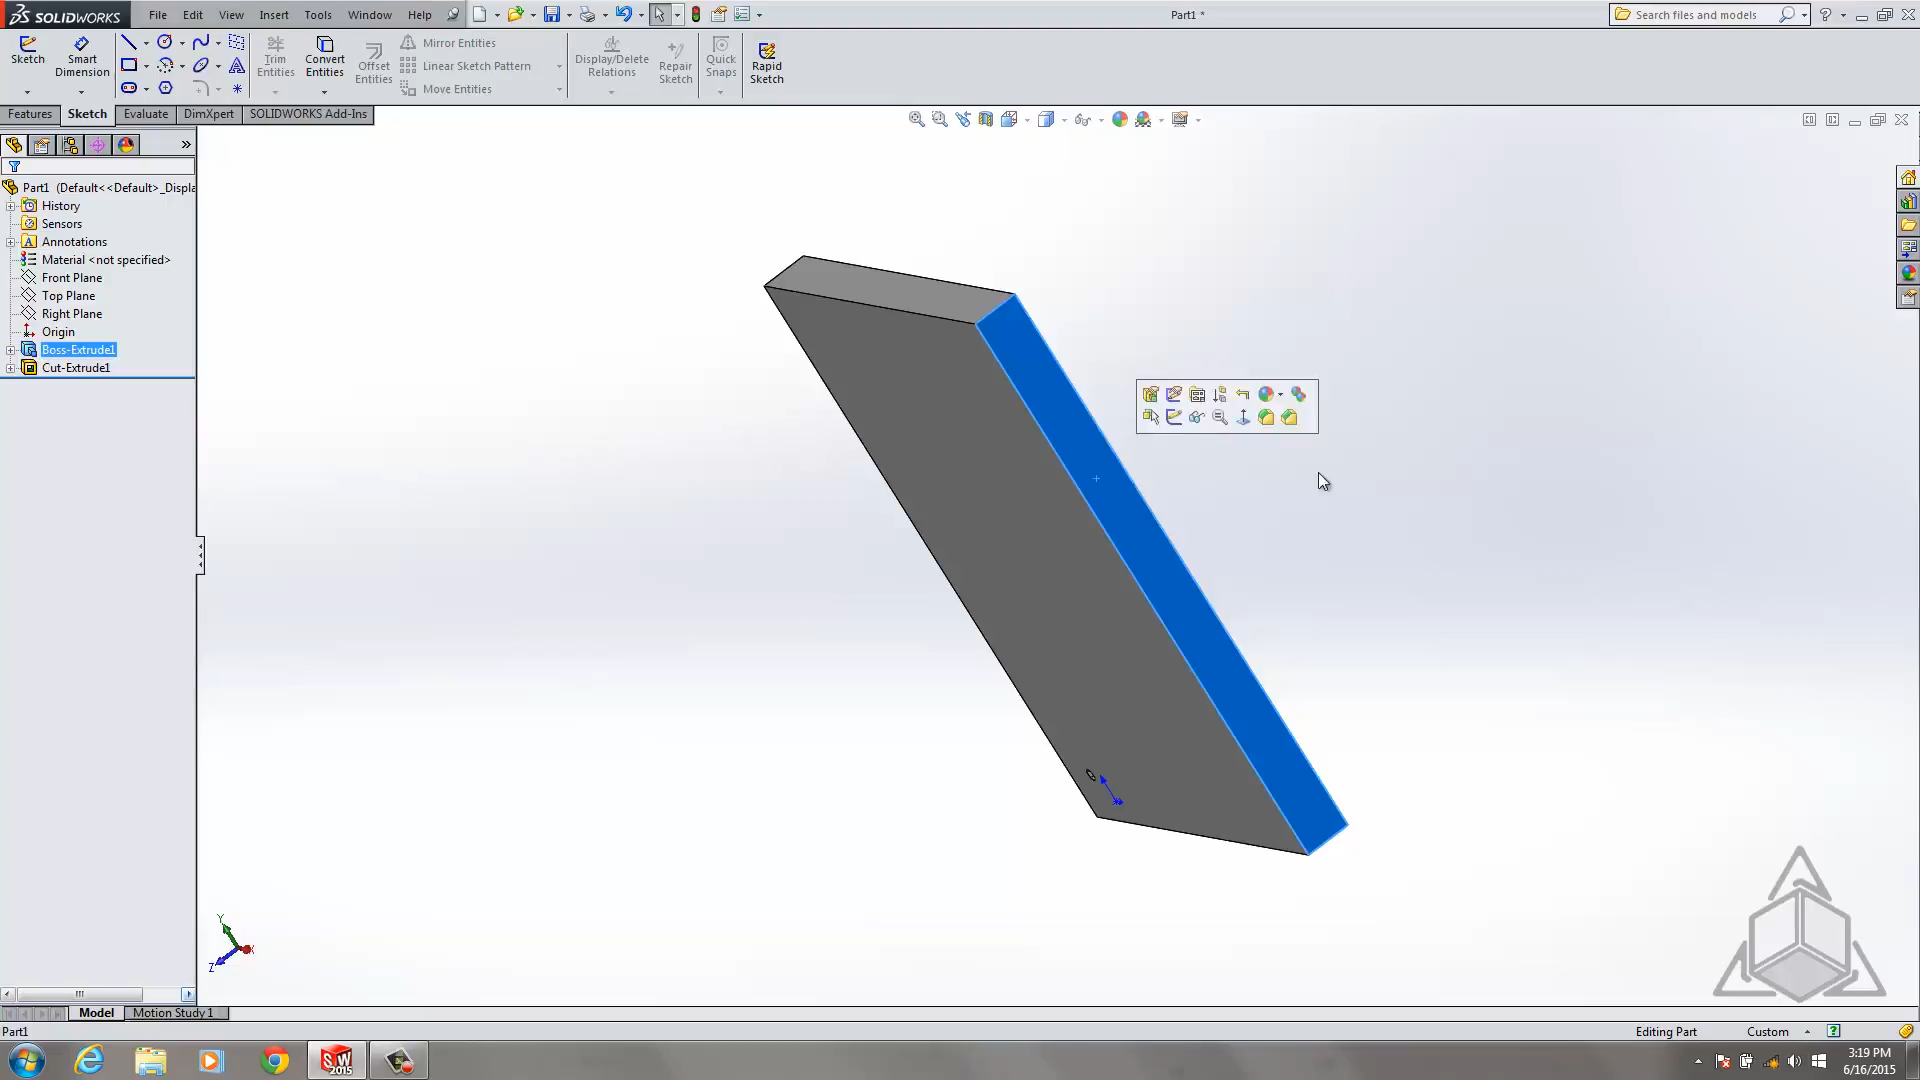 SOLIDWORKS File Edit View Insert Tools Window Help Part1 * Search files and models ?
Sketch Smart Dimension Trim Entities Convert Entities Offset Entities Mirror Entities Linear Sketch Pattern Move Entities Display/Delete Relations Repair Sketch Quick Snaps Rapid Sketch
Features Sketch Evaluate DimXpert SOLIDWORKS Add-Ins
Part1 (Default<<Default>_Displa
History
Sensors
A Annotations
Material <not specified>
Front Plane
Top Plane
Right Plane
Origin
Boss-Extrude1
Cut-Extrude1
Y
X
Z
Model Motion Study 1
Part1 Editing Part Custom ?
SW 2015 3:19 PM
6/16/2015